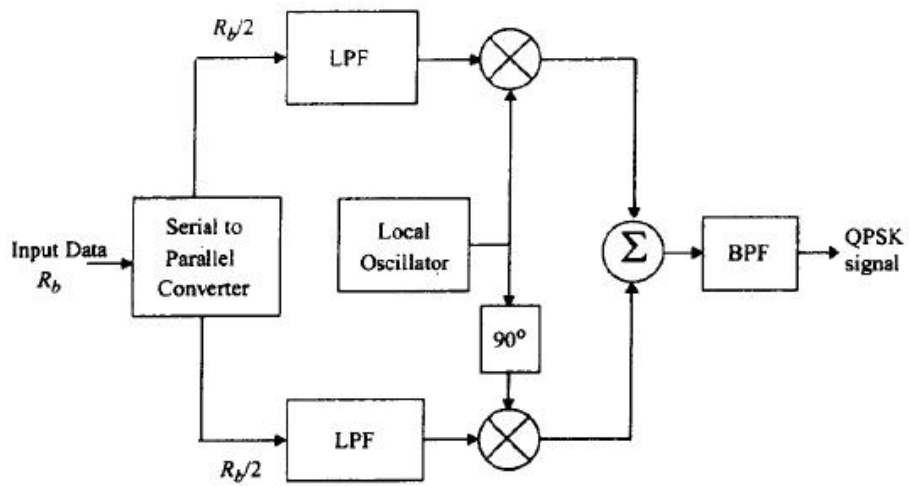 R_b/2
LPF
Serial to
Parallel
Converter
Input Data
R_b
Local
Oscillator
90°
Σ
BPF
QPSK
signal
LPF
R_b/2